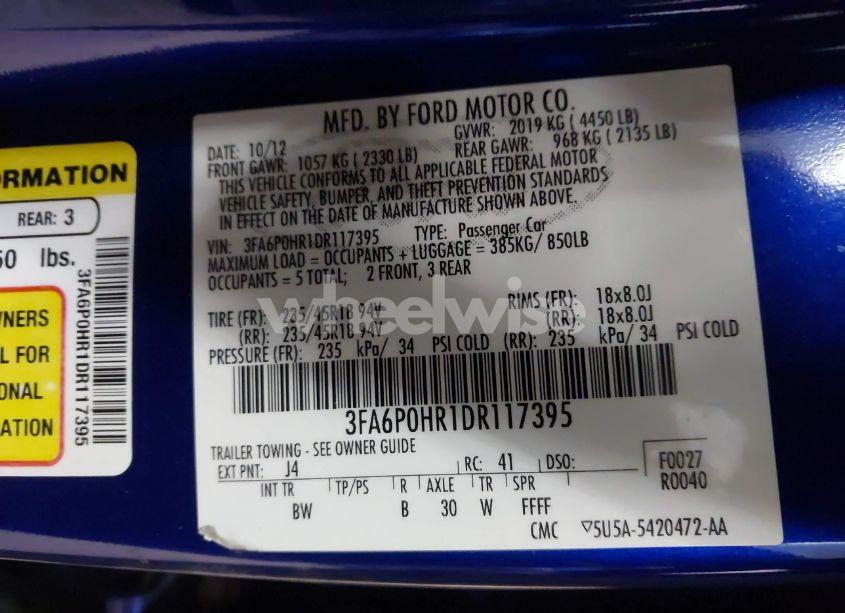 MFD. BY FORD MOTOR CO.
DATE: 10/12 GVWR: 2019 KG ( 4450 LB)
FRONT GAWR: 1057 KG ( 2330 LB) REAR GAWR: 968 KG ( 2135 LB)
THIS VEHICLE CONFORMS TO ALL APPLICABLE FEDERAL MOTOR
VEHICLE SAFETY, BUMPER, AND THEFT PREVENTION STANDARDS
IN EFFECT ON THE DATE OF MANUFACTURE SHOWN ABOVE.
VIN: 3FA6P0HR1DR117395 TYPE: Passenger Car
MAXIMUM LOAD = OCCUPANTS + LUGGAGE = 385KG/ 850LB
OCCUPANTS = 5 TOTAL; 2 FRONT, 3 REAR
TIRE (FR): 235/45R18 94V RIMS (FR): 18x8.0J
(RR): 235/45R18 94V (RR): 18x8.0J
PRESSURE (FR): 235 kPa/ 34 PSI COLD (RR): 235 kPa/ 34 PSI COLD
3FA6P0HR1DR117395
TRAILER TOWING - SEE OWNER GUIDE
EXT PNT: J4 RC: 41 DSO: F0027
R0040
INT TR TP/PS R AXLE TR SPR
BW B 30 W FFFF
CMC ▽5U5A-5420472-AA
wheelwise
ORMATION
REAR: 3
50 lbs.
WNERS
L FOR
IONAL
ATION
3FA6P0HR1DR117395